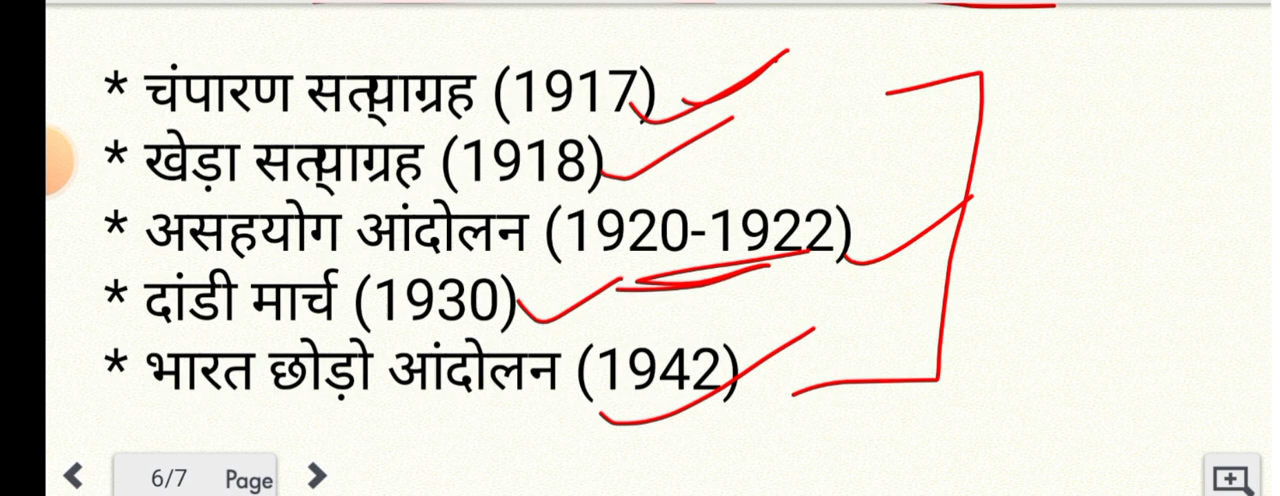 * चंपारण सत्याग्रह (1917)
* खेड़ा सत्याग्रह (1918)
* असहयोग आंदोलन (1920-1922)
* दांडी मार्च (1930)
* भारत छोड़ो आंदोलन (1942)
6/7 Page